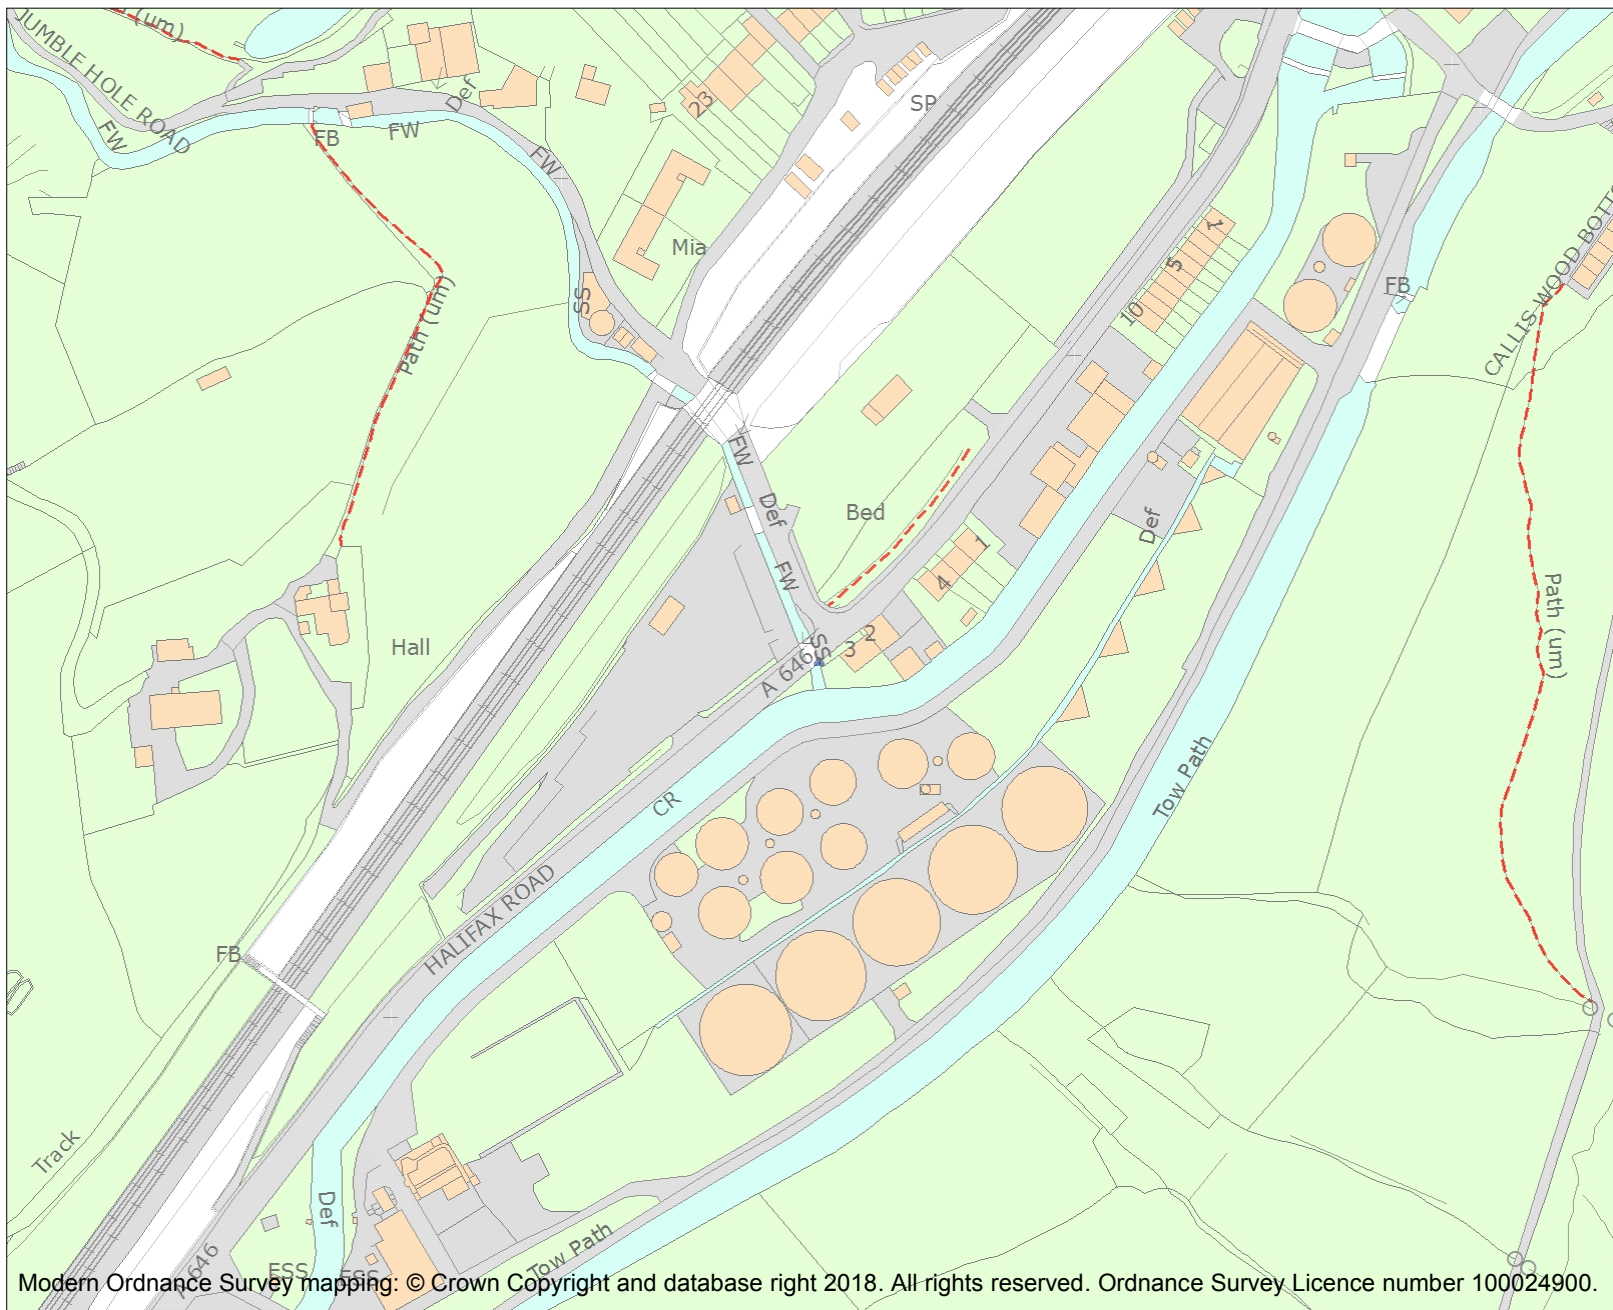 (um)
JUMBLE HOLE ROAD
FW
FB
FW
Def
FW
23
SP
Mia
SS
Path (um)
1
5
10
FB
CALLIS WOOD BOTT
FW
Def
FW
Bed
Def
1
4
2
3
SS
A 646
Hall
Path (um)
Tow Path
CR
HALIFAX ROAD
FB
Track
Def
A 646
ESS
ESS
Tow Path
Modern Ordnance Survey mapping: © Crown Copyright and database right 2018. All rights reserved. Ordnance Survey Licence number 100024900.